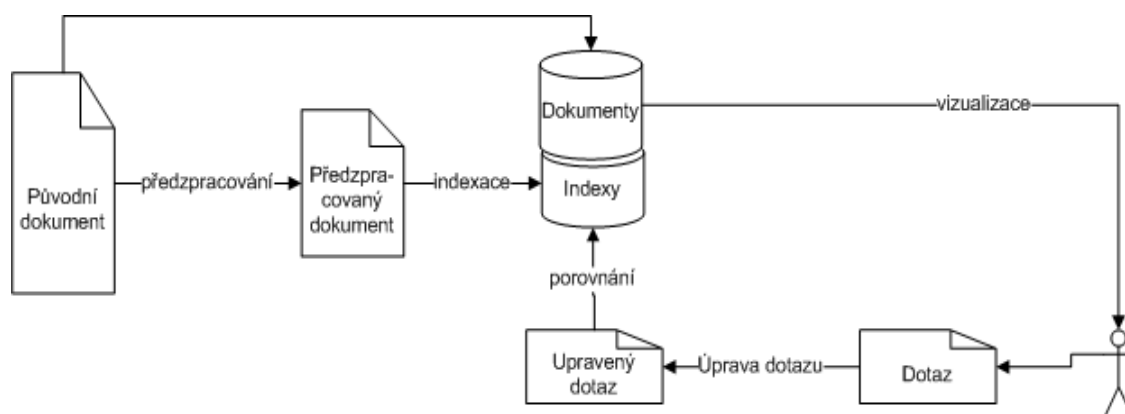 Dokumenty
vizualizace
Původní
dokument
předzpracování
Předzpra-
covaný
dokument
indexace
Indexy
porovnání
Upravený
dotaz
Úprava dotazu
Dotaz